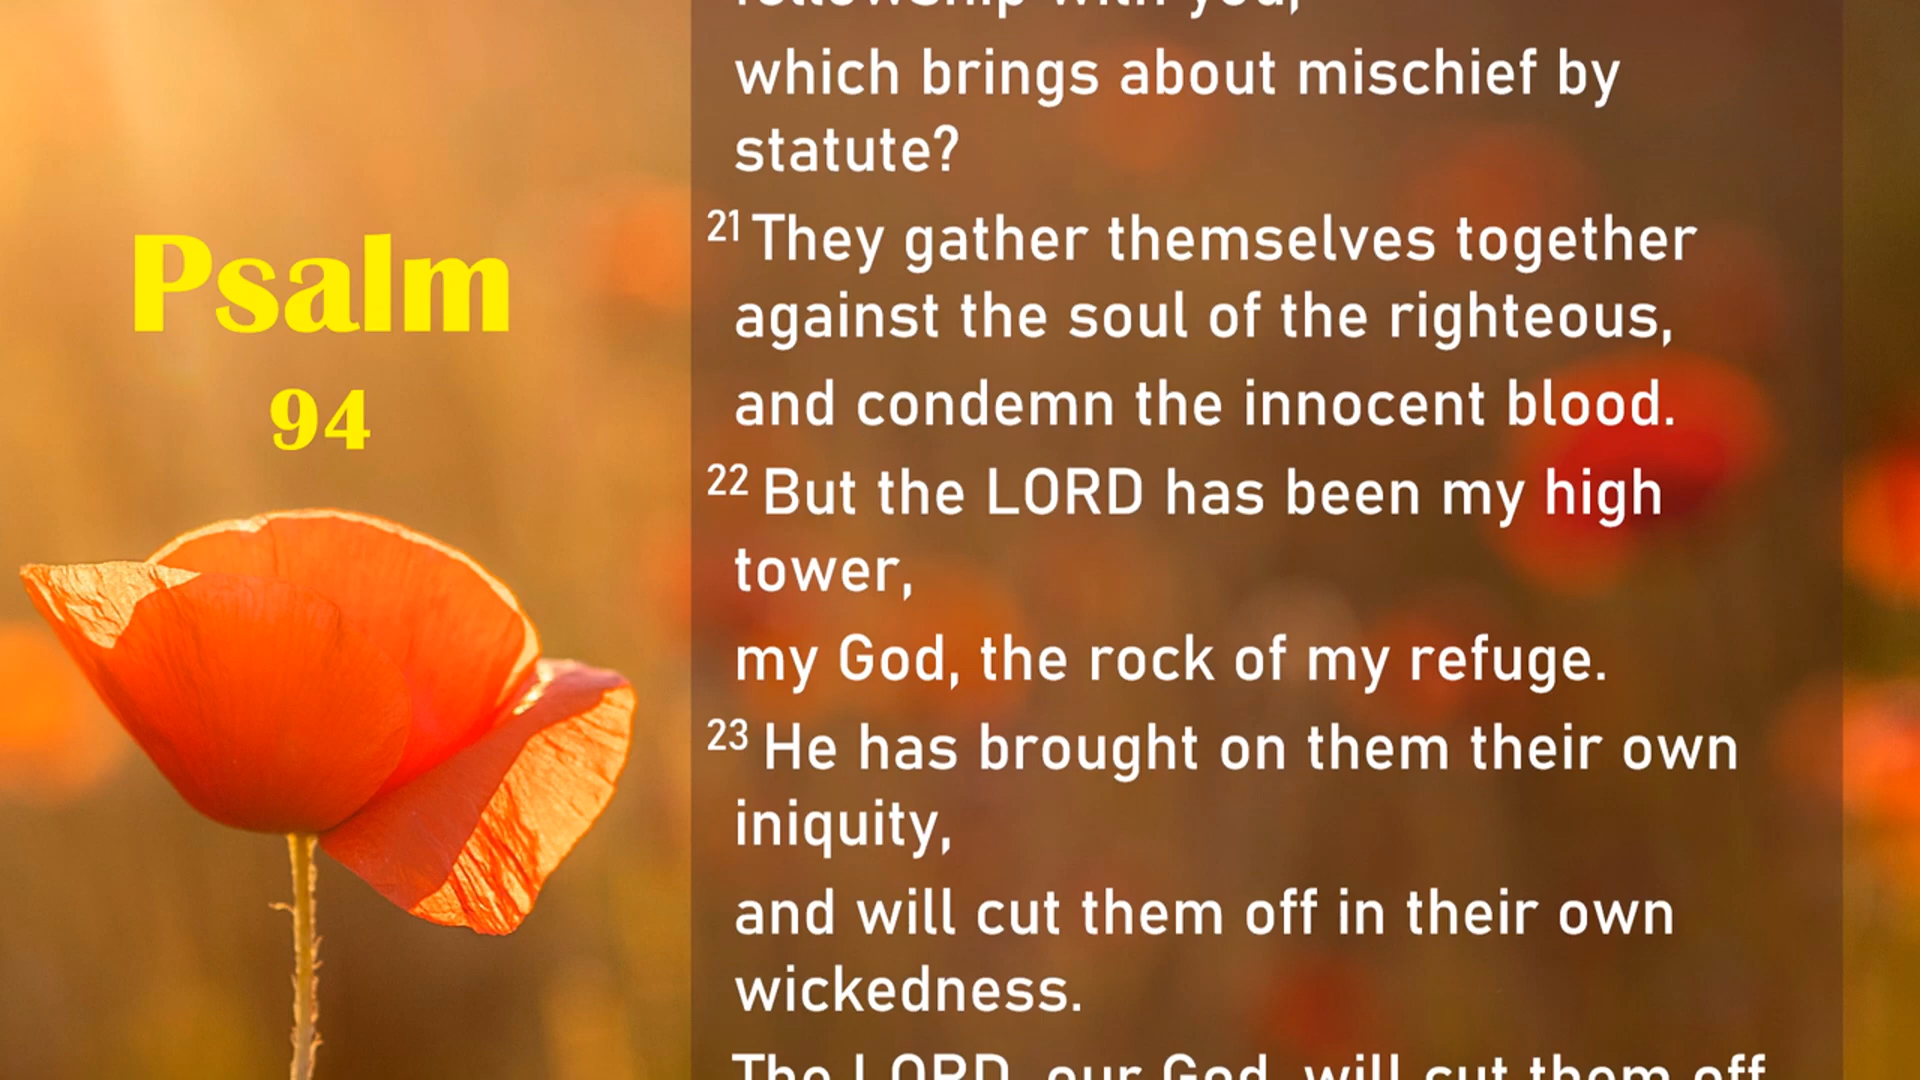 Psalm
94
fellowship with you,
which brings about mischief by
statute?
21 They gather themselves together
against the soul of the righteous,
and condemn the innocent blood.
22 But the LORD has been my high
tower,
my God, the rock of my refuge.
23 He has brought on them their own
iniquity,
and will cut them off in their own
wickedness.
The LORD, our God, will cut them off